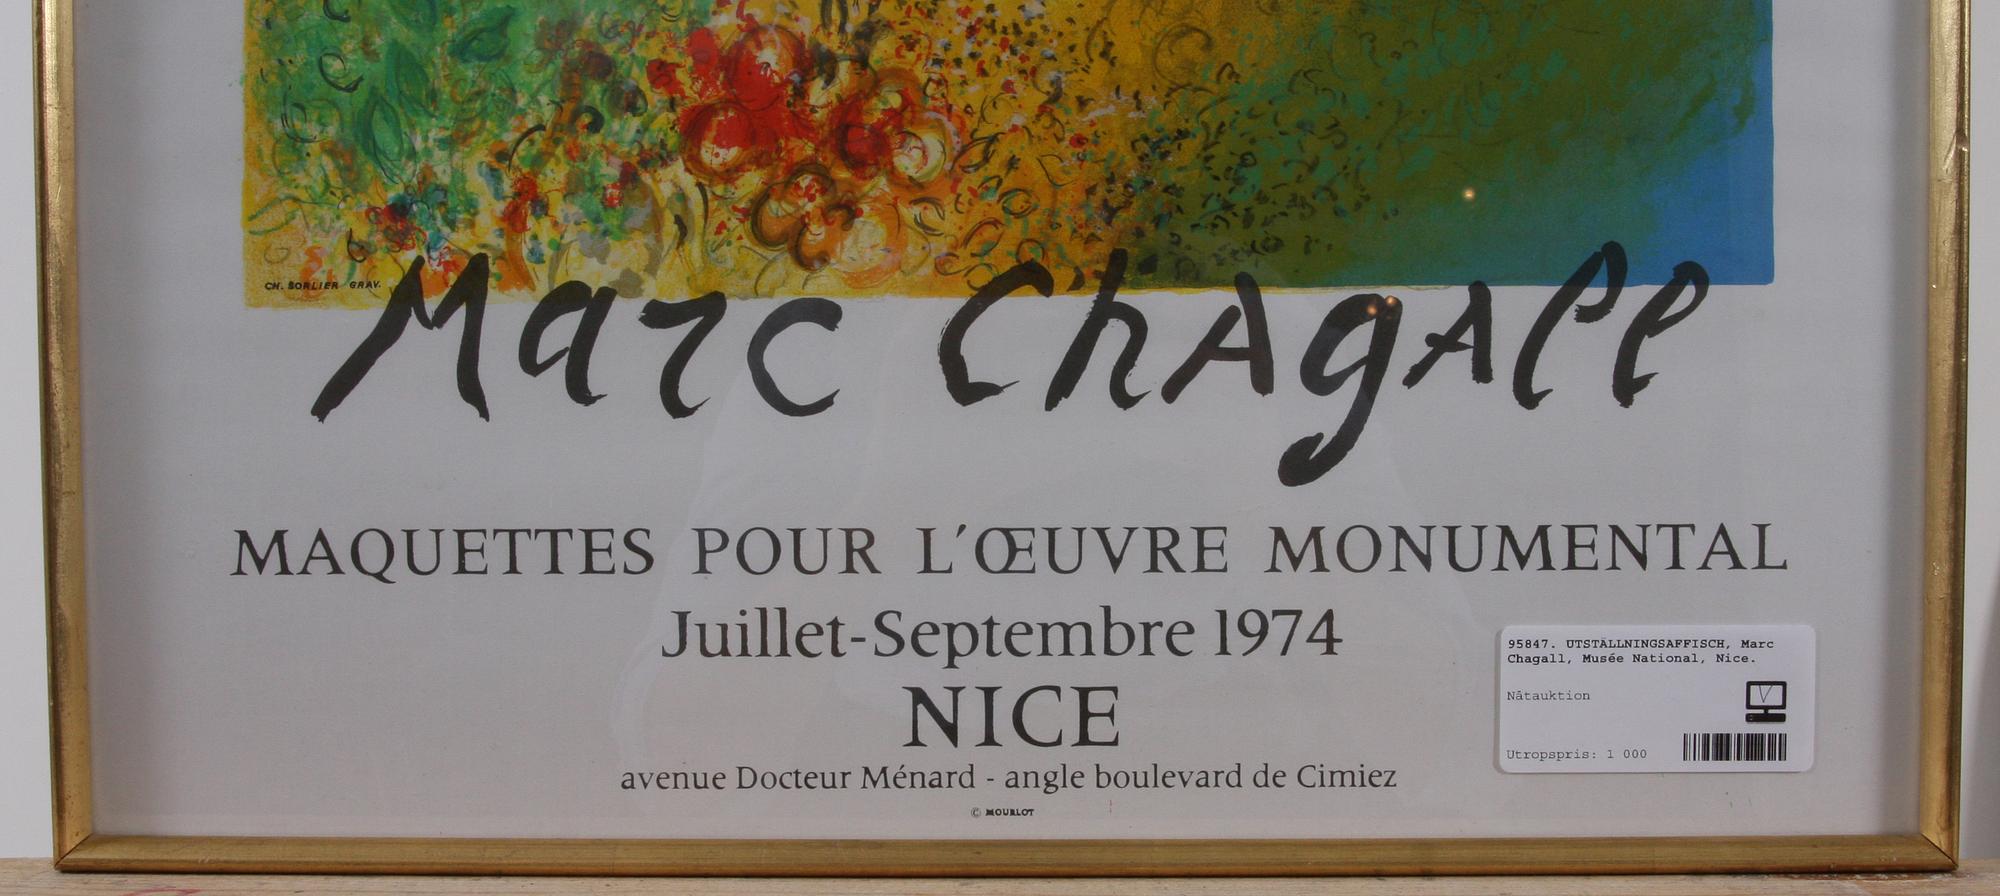 CH. SORLIER GRAV.
Marc Chagall
MAQUETTES POUR L'ŒUVRE MONUMENTAL
Juillet-Septembre 1974
NICE
avenue Docteur Ménard - angle boulevard de Cimiez
© MOURLOT
95847. UTSTÄLLNINGSAFFISCH, Marc
Chagall, Musée National, Nice.
Nätauktion
Utropspris: 1 000